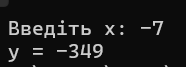 Введіть х: -7
y = -349